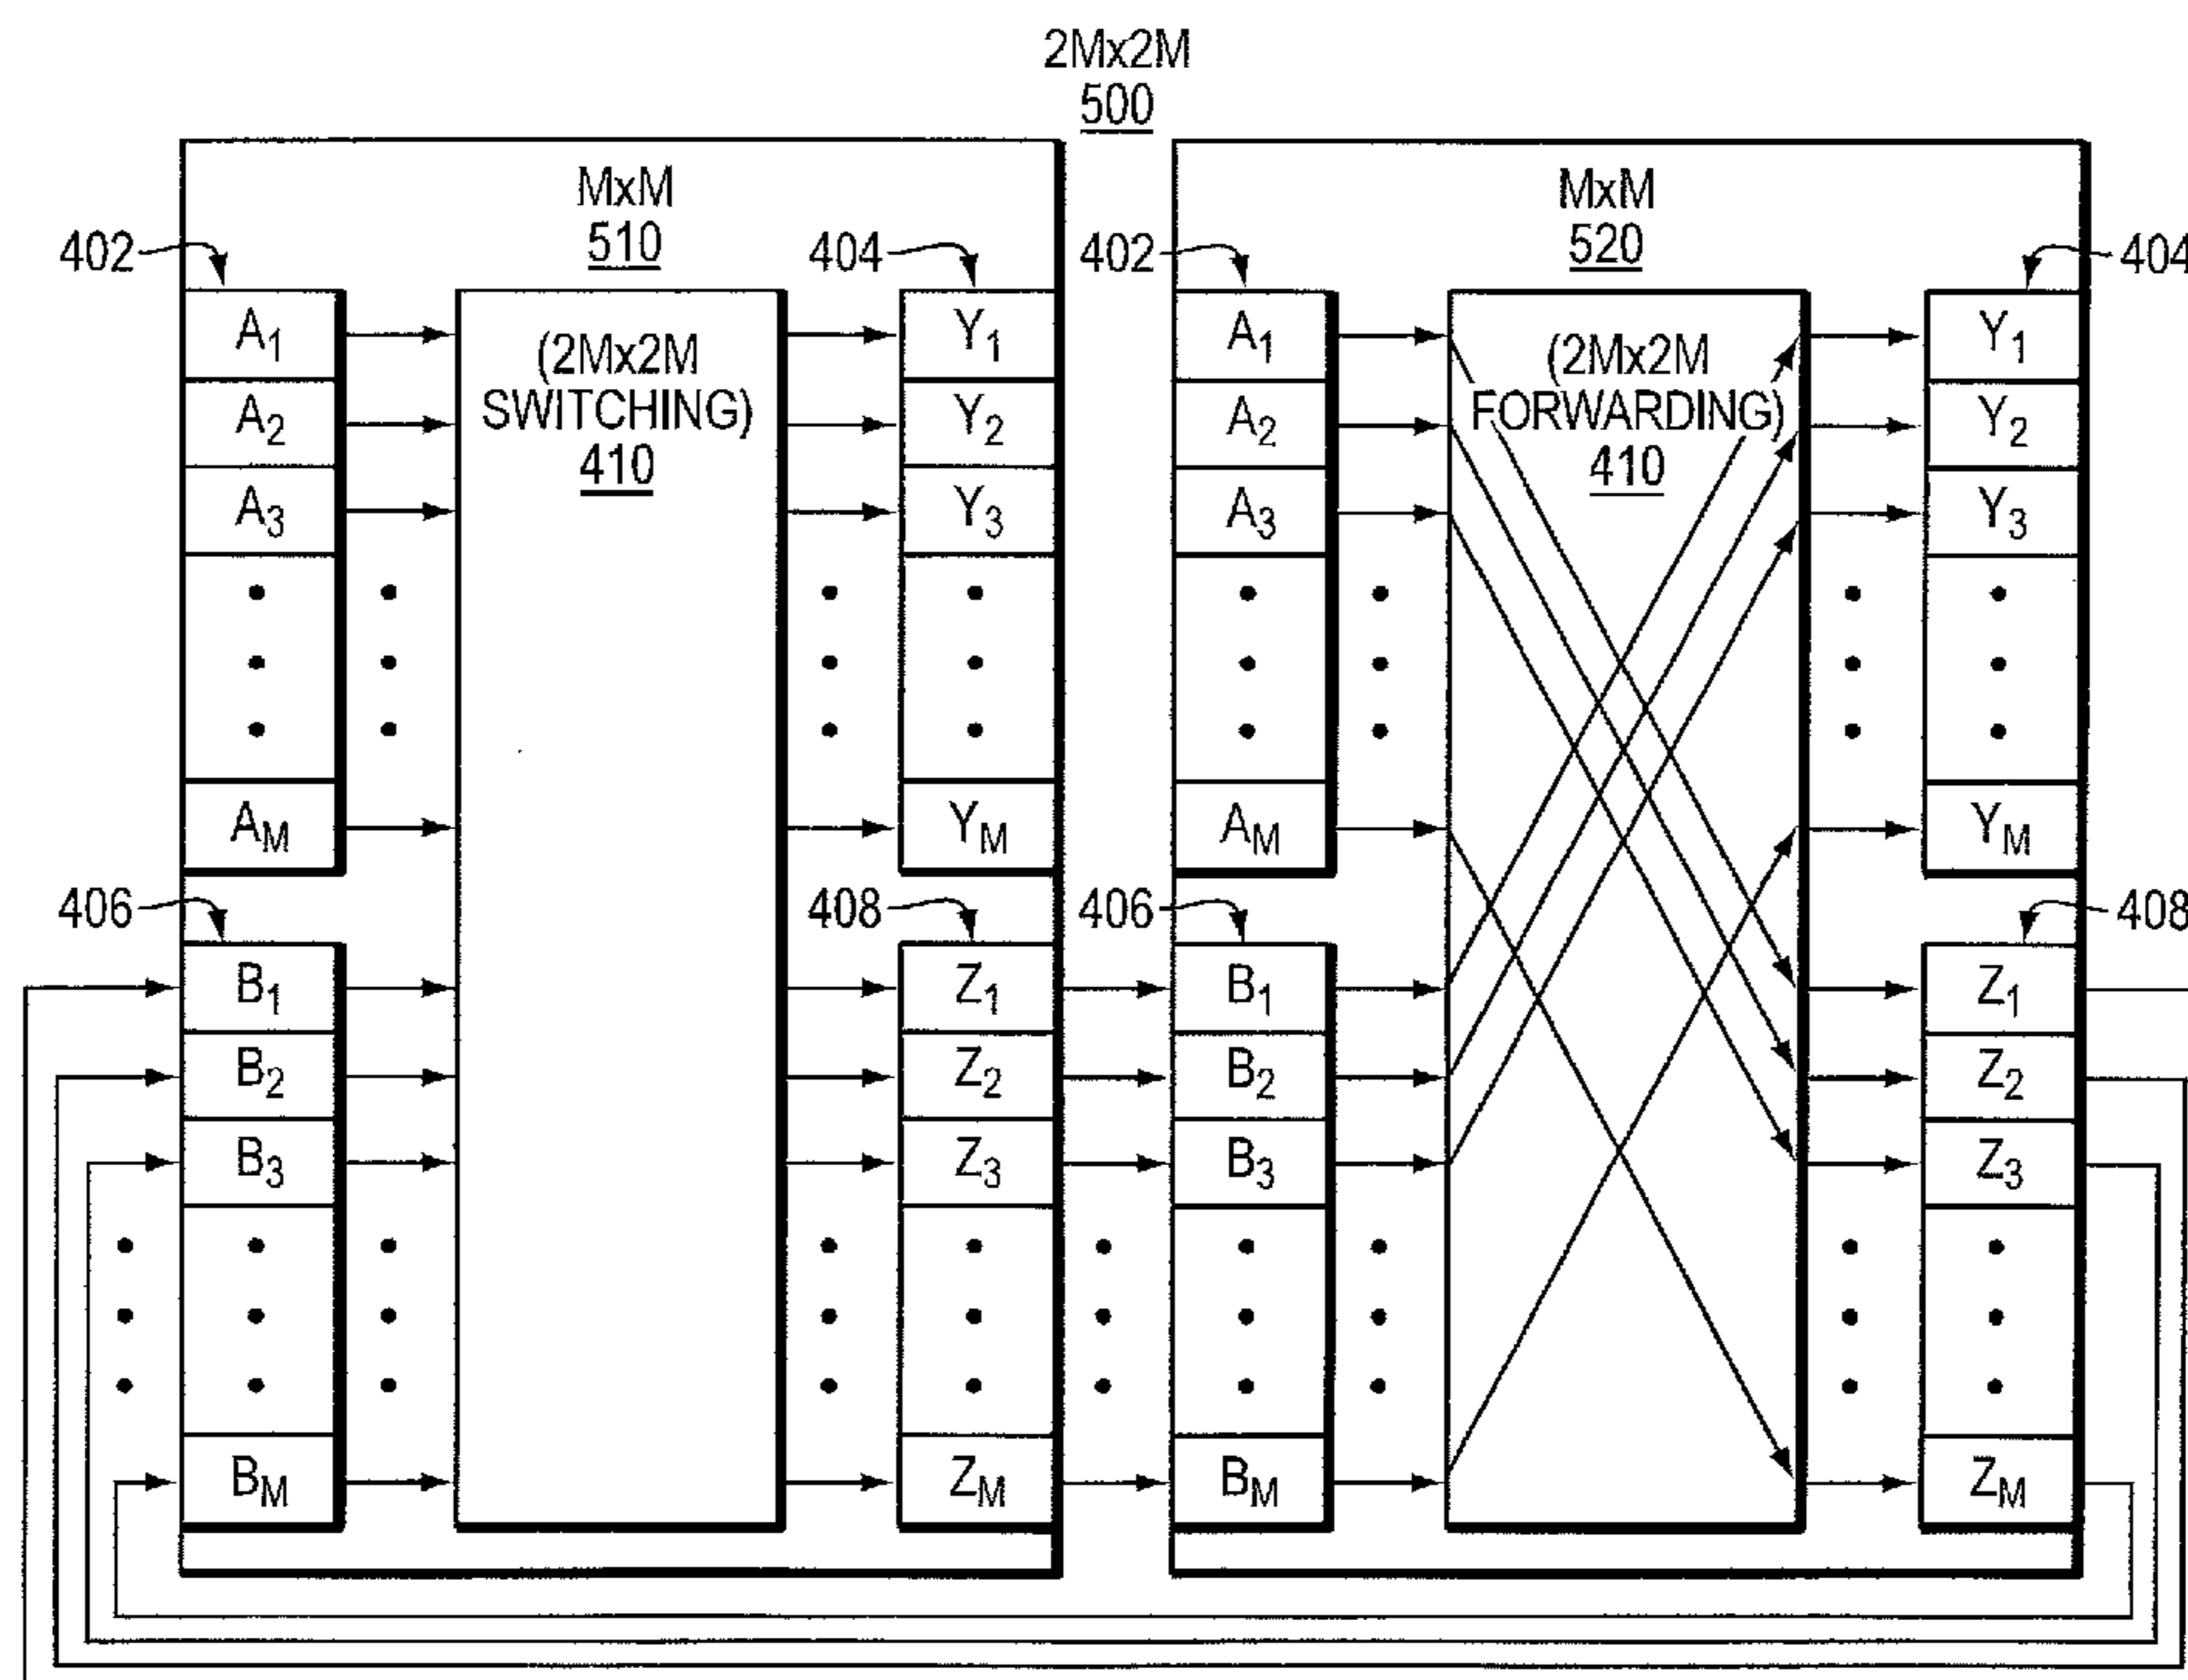 2Mx2M
500
MxM
510
402
404
A1
A2
A3
AM
(2Mx2M
SWITCHING)
410
Y1
Y2
Y3
YM
406
408
B1
B2
B3
BM
Z1
Z2
Z3
ZM
MxM
520
402
404
A1
A2
A3
AM
(2Mx2M
FORWARDING)
410
Y1
Y2
Y3
YM
406
408
B1
B2
B3
BM
Z1
Z2
Z3
ZM